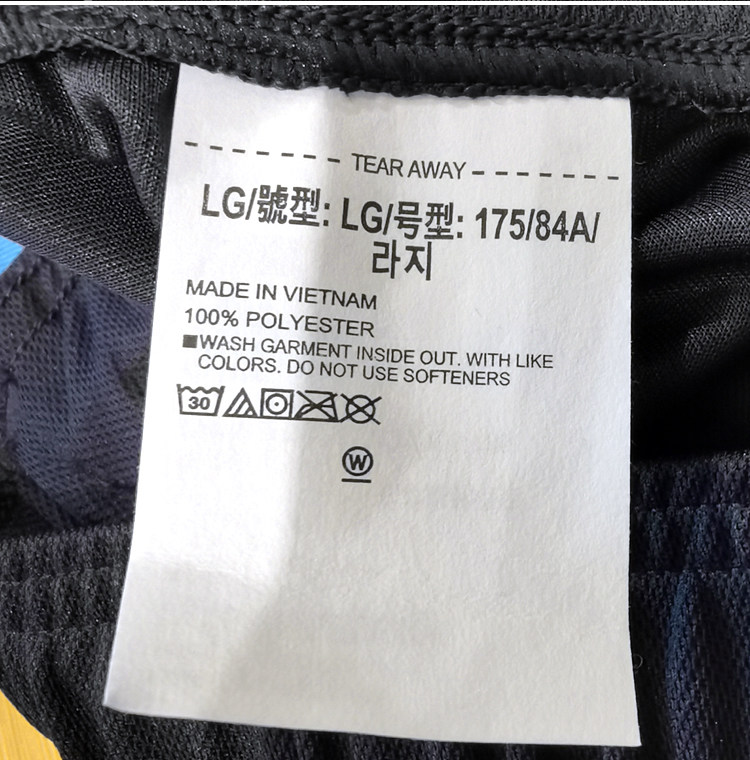 TEAR AWAY
LG/號型: LG/号型: 175/84A/
라지
MADE IN VIETNAM
100% POLYESTER
■WASH GARMENT INSIDE OUT. WITH LIKE
COLORS. DO NOT USE SOFTENERS
30
W